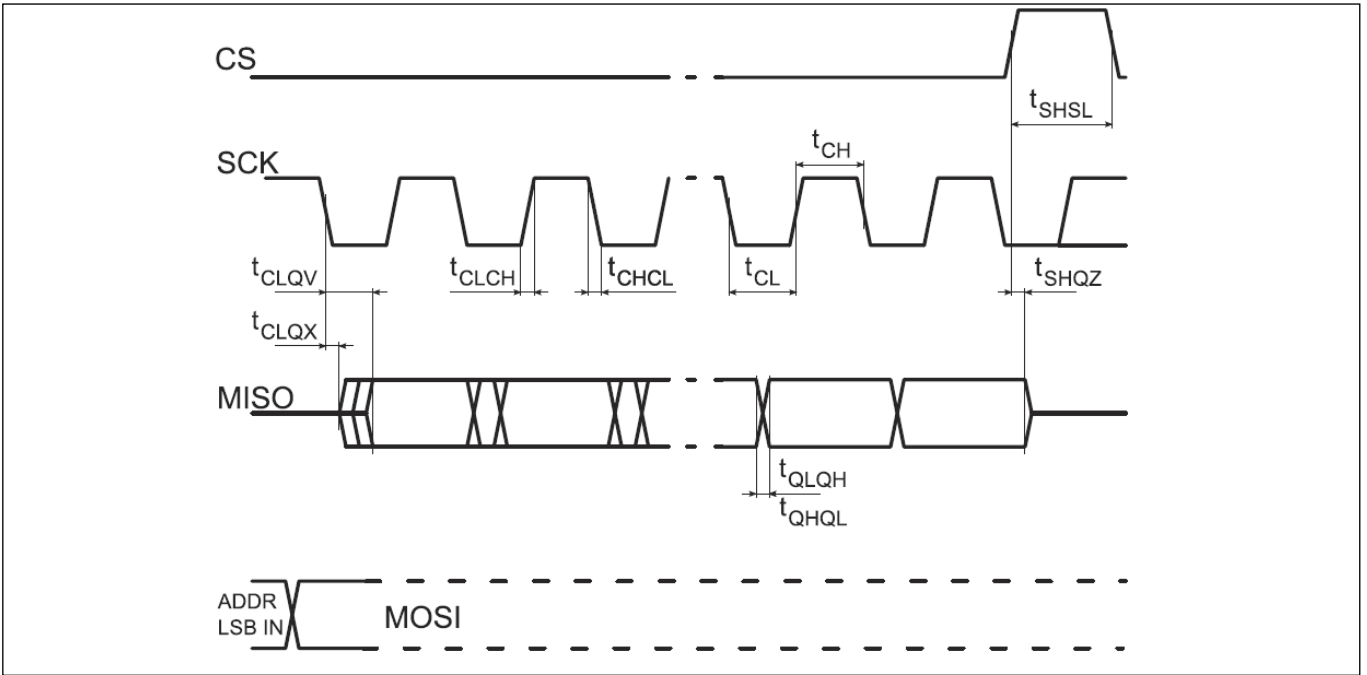 CS
tSHSL
SCK
tCH
tCLQV
tCLCH
tCHCL
tCL
tSHQZ
tCLQX
MISO
tQLQH
tQHQL
ADDR
LSB IN
MOSI